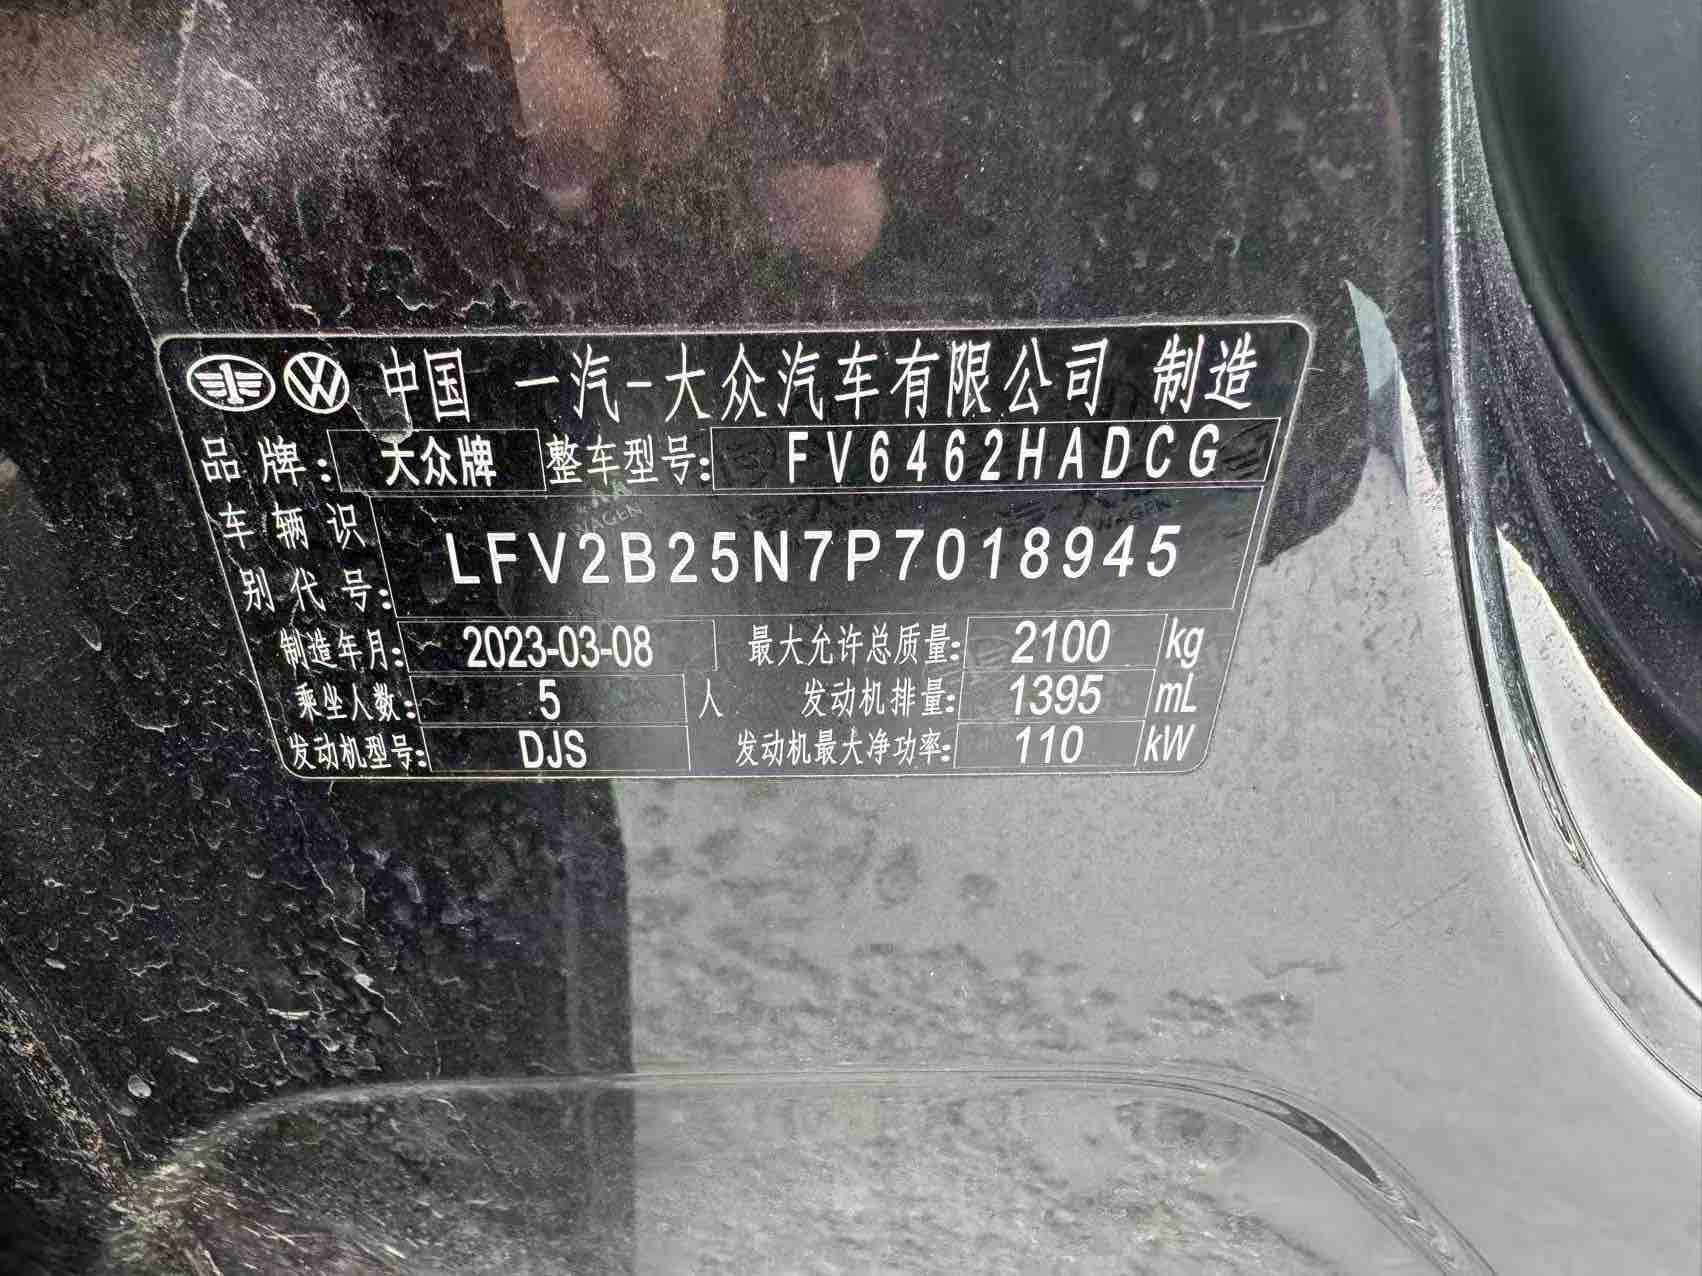 中国 一汽-大众汽车有限公司 制造
品牌: 大众牌 整车型号: FV6462HADCG
车辆识别代号: LFV2B25N7P7018945
制造年月: 2023-03-08 最大允许总质量: 2100 kg
乘坐人数: 5 人 发动机排量: 1395 mL
发动机型号: DJS 发动机最大净功率: 110 kW